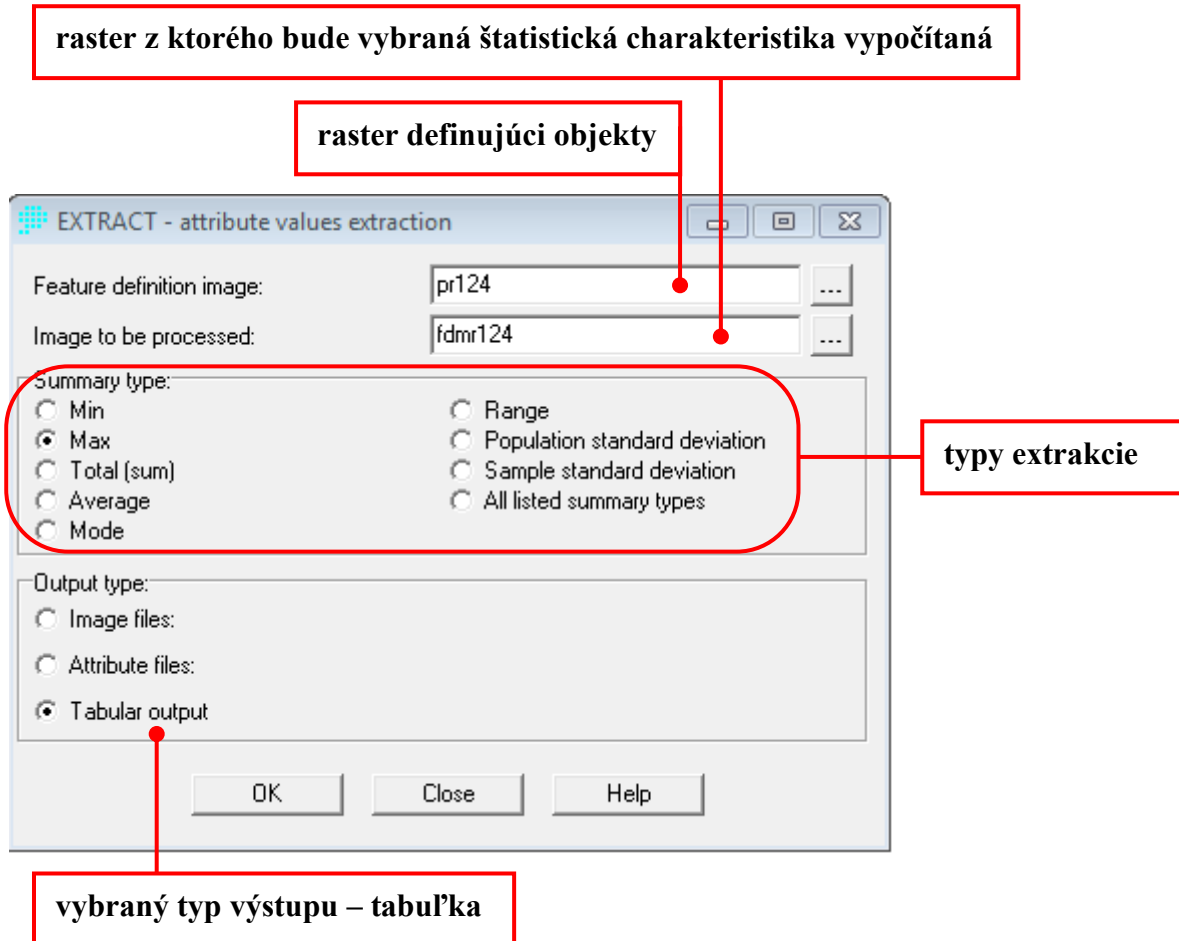 raster z ktorého bude vybraná štatistická charakteristika vypočítaná
raster definujúci objekty
EXTRACT - attribute values extraction
Feature definition image:
pr124
...
Image to be processed:
fdmr124
...
Summary type:
Min
Range
Max
Population standard deviation
Total (sum)
Sample standard deviation
Average
All listed summary types
Mode
typy extrakcie
Output type:
Image files:
Attribute files:
Tabular output
OK
Close
Help
vybraný typ výstupu – tabuľka